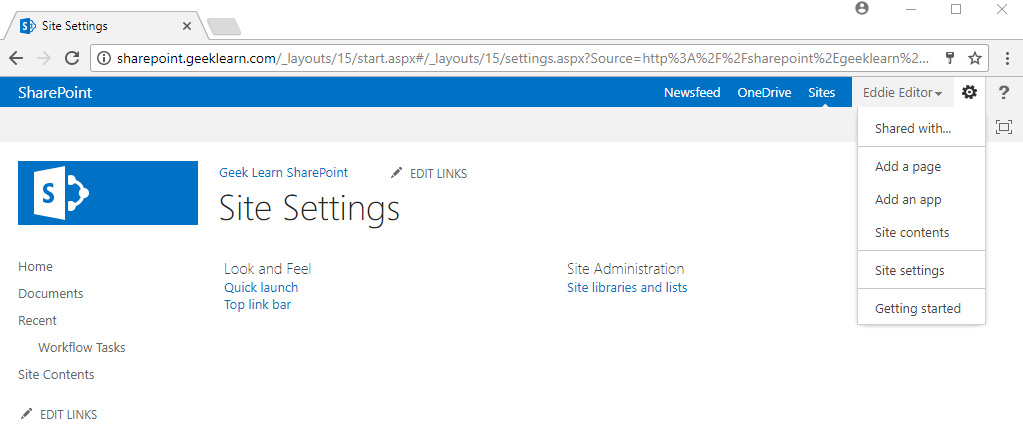 Site Settings
sharepoint.geeklearn.com/_layouts/15/start.aspx#/_layouts/15/settings.aspx?Source=http%3A%2F%2Fsharepoint%2Egeeklearn%2...
SharePoint
Newsfeed OneDrive Sites Eddie Editor ?
Shared with...
Add a page
Add an app
Site contents
Site settings
Getting started
S
Geek Learn SharePoint EDIT LINKS
Site Settings
Home
Documents
Recent
Workflow Tasks
Site Contents
EDIT LINKS
Look and Feel
Quick launch
Top link bar
Site Administration
Site libraries and lists